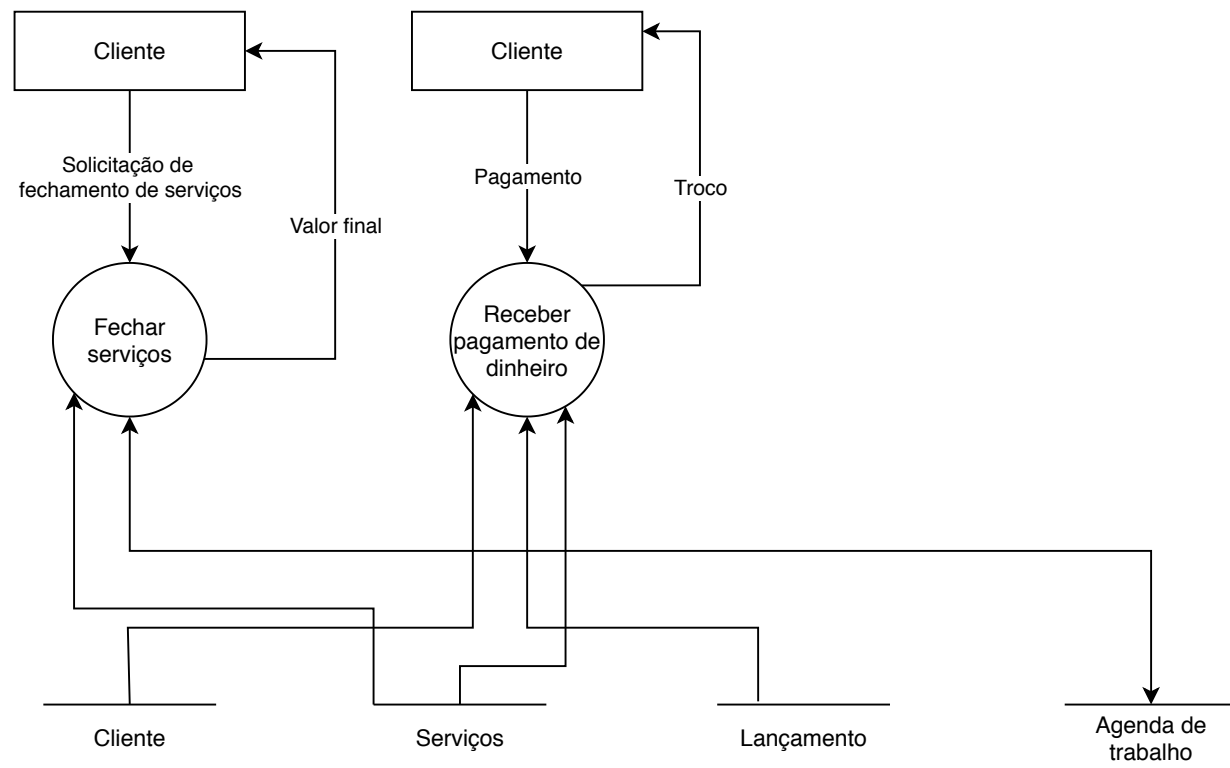 Cliente
Cliente
Solicitação de
fechamento de serviços
Pagamento
Troco
Valor final
Fechar
serviços
Receber
pagamento de
dinheiro
Cliente
Serviços
Lançamento
Agenda de
trabalho